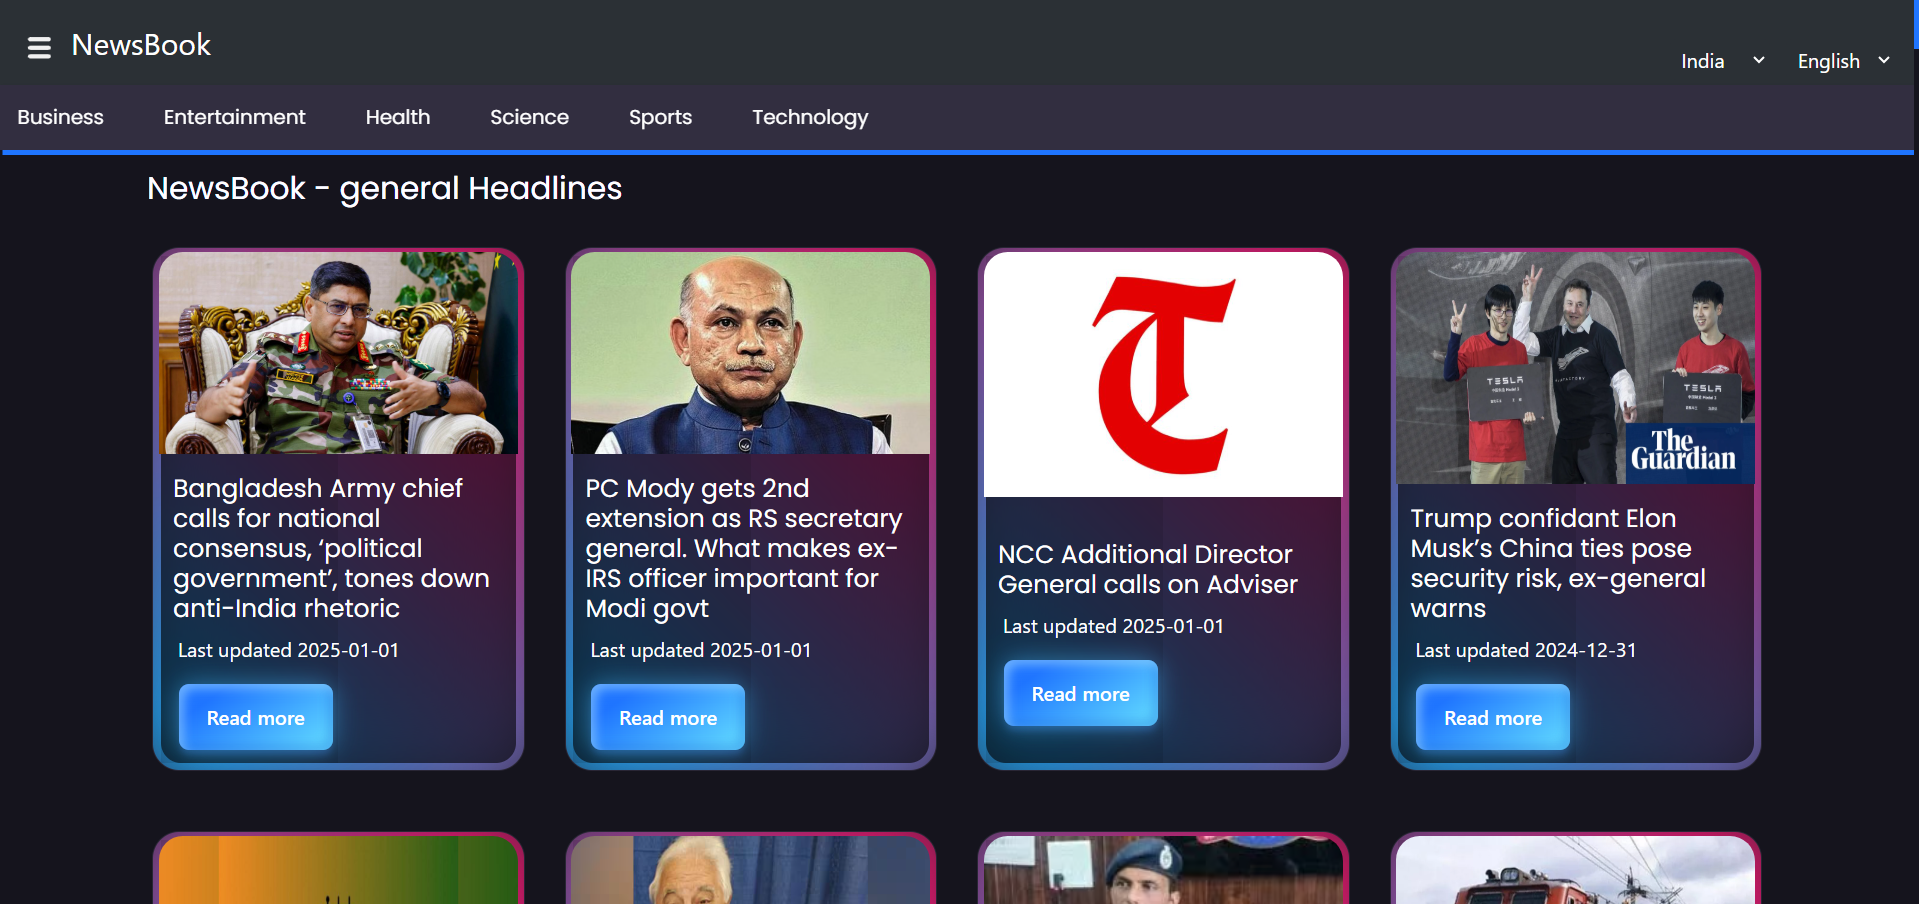 NewsBook
India
English
Business
Entertainment
Health
Science
Sports
Technology
NewsBook - general Headlines
Bangladesh Army chief
calls for national
consensus, ‘political
government’, tones down
anti-India rhetoric
Last updated 2025-01-01
Read more
PC Mody gets 2nd
extension as RS secretary
general. What makes ex-
IRS officer important for
Modi govt
Last updated 2025-01-01
Read more
T
NCC Additional Director
General calls on Adviser
Last updated 2025-01-01
Read more
TESLA
TESLA
The
Guardian
Trump confidant Elon
Musk’s China ties pose
security risk, ex-general
warns
Last updated 2024-12-31
Read more